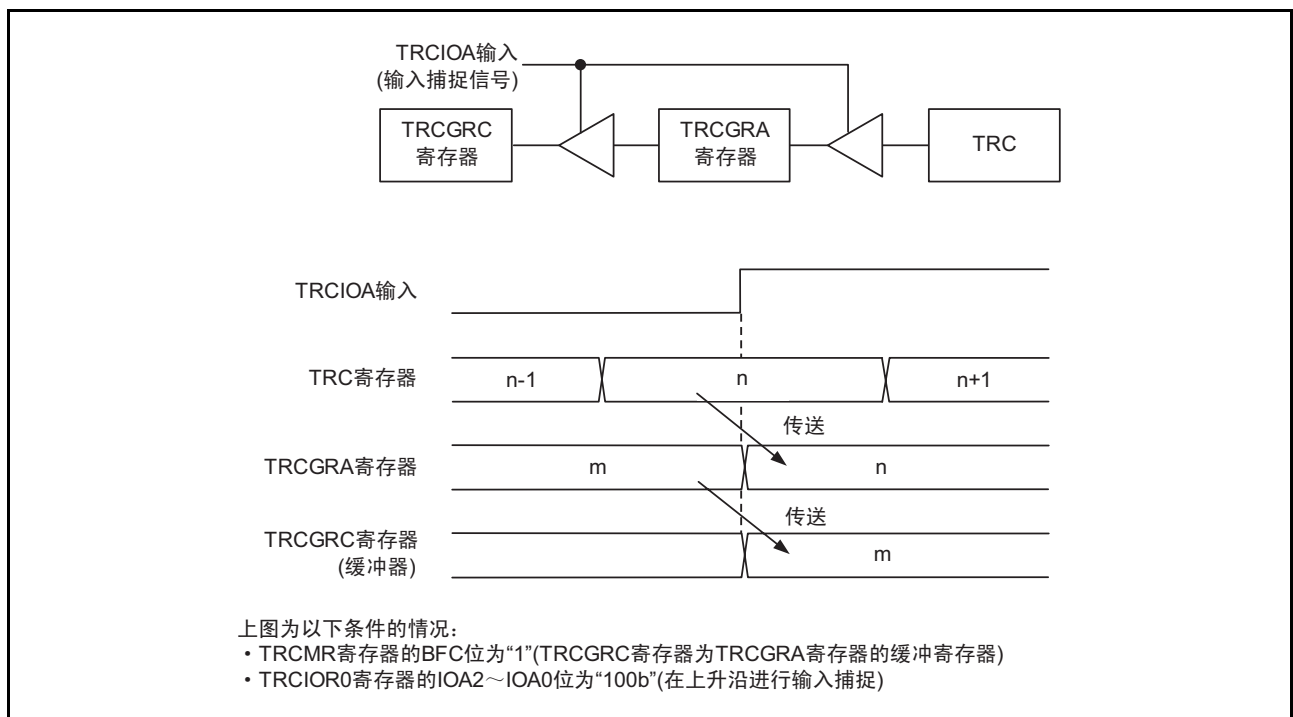 TRCIOA输入
(输入捕捉信号)
TRCGRC
寄存器
TRCGRA
寄存器
TRC
TRCIOA输入
TRC寄存器
n-1
n
n+1
传送
TRCGRA寄存器
m
n
传送
TRCGRC寄存器
(缓冲器)
m
上图为以下条件的情况：
・TRCMR寄存器的BFC位为“1”(TRCGRC寄存器为TRCGRA寄存器的缓冲寄存器)
・TRCIOR0寄存器的IOA2～IOA0位为“100b”(在上升沿进行输入捕捉)